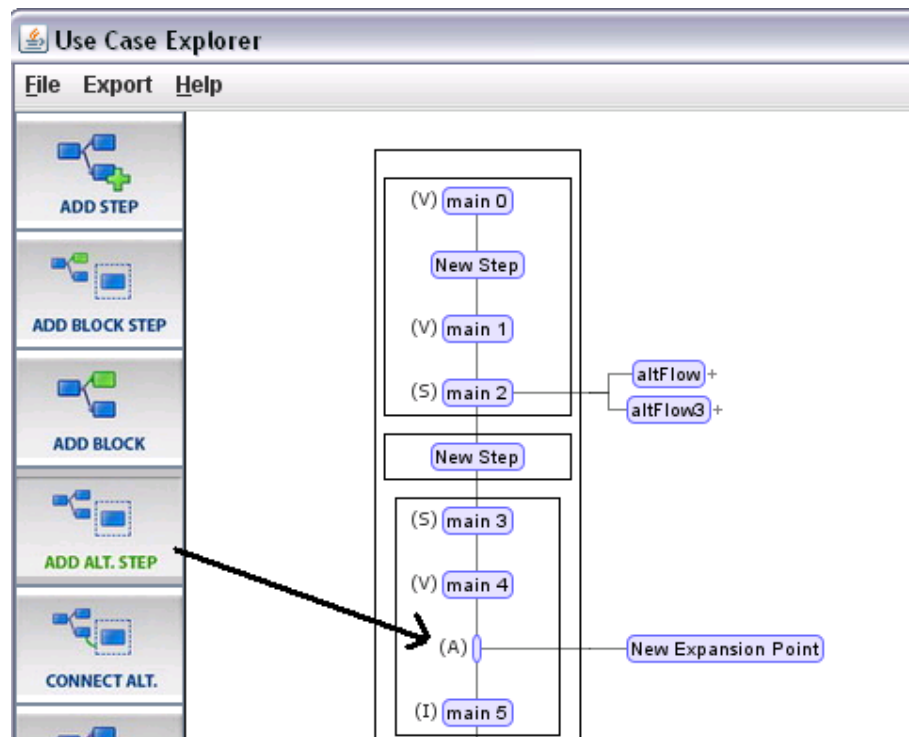 Use Case Explorer
File Export Help
ADD STEP
ADD BLOCK STEP
ADD BLOCK
ADD ALT. STEP
CONNECT ALT.
(V) main 0
New Step
(V) main 1
(S) main 2
altFlow +
altFlow3 +
New Step
(S) main 3
(V) main 4
(A)
New Expansion Point
(I) main 5